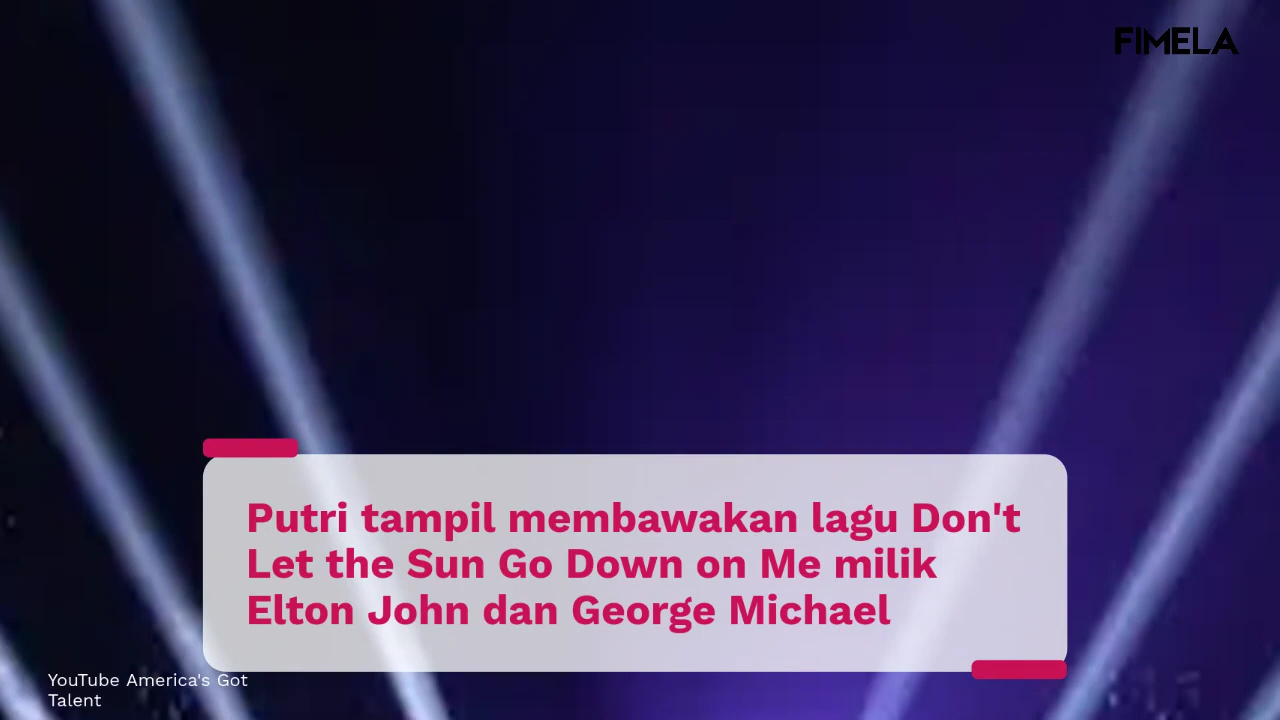 FIMELA
Putri tampil membawakan lagu Don't
Let the Sun Go Down on Me milik
Elton John dan George Michael
YouTube America's Got
Talent